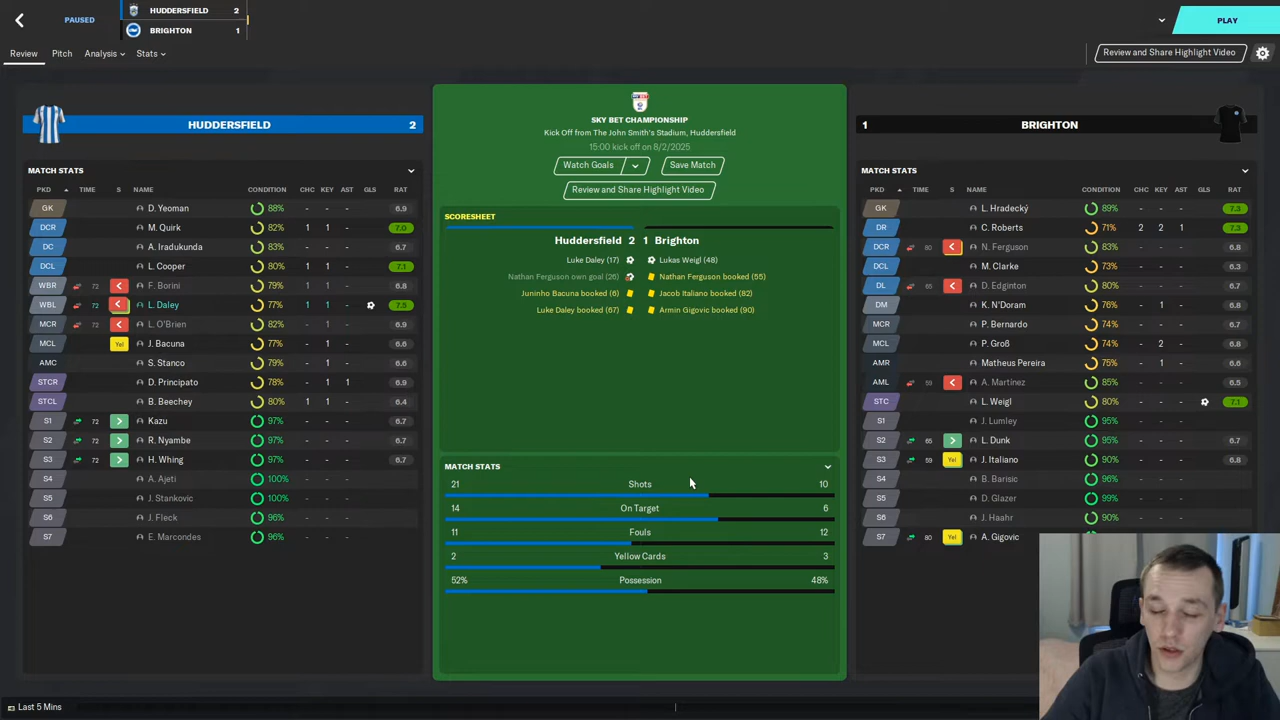 PAUSED
HUDDERSFIELD 2
BRIGHTON 1
PLAY
Review Pitch Analysis Stats
Review and Share Highlight Video
HUDDERSFIELD 2
MATCH STATS
PKD TIME S NAME CONDITION CHC KEY AST GLS RAT
GK D. Yeoman 88% - - - 6.9
DCR M. Quirk 82% 1 1 - 7.0
DC A. Iradukunda 83% - - - 6.7
DCL L. Cooper 80% 1 1 - 7.1
WBR 72 F. Borini 79% 1 1 - 6.8
WBL 72 L. Daley 77% 1 1 - 7.5
MCR 72 L. O'Brien 82% - - - 6.9
MCL Yel J. Bacuna 77% - 1 - 6.6
AMC S. Stanco 79% - 1 - 6.6
STCR D. Principato 78% - 1 1 6.9
STCL B. Beechey 80% 1 1 - 6.4
S1 72 Kazu 97% - - - 6.7
S2 72 R. Nyambe 97% - - - 6.7
S3 72 H. Whing 97% - - - 6.7
S4 A. Ajeti 100% - - - -
S5 J. Stankovic 100% - - - -
S6 J. Fleck 96% - - - -
S7 E. Marcondes 96% - - - -
SKY BET
SKY BET CHAMPIONSHIP
Kick Off from The John Smith's Stadium, Huddersfield
15:00 kick off on 8/2/2025
Watch Goals Save Match
Review and Share Highlight Video
SCORESHEET
Huddersfield 2 1 Brighton
Luke Daley (17) Lukas Weigl (48)
Nathan Ferguson own goal (26) Nathan Ferguson booked (55)
Juninho Bacuna booked (6) Jacob Italiano booked (82)
Luke Daley booked (67) Armin Gigovic booked (90)
MATCH STATS
21 Shots 10
14 On Target 6
11 Fouls 12
2 Yellow Cards 3
52% Possession 48%
1 BRIGHTON
MATCH STATS
PKD TIME S NAME CONDITION CHC KEY AST GLS RAT
GK L. Hradecký 89% - - - 7.3
DR C. Roberts 71% 2 2 1 7.3
DCR 80 N. Ferguson 82% - - - 6.8
DCL M. Clarke 73% - - - 6.3
DL 65 D. Edginton 80% - - - 6.7
DM K. N'Doram 76% - 1 - 6.8
MCR P. Bernardo 74% - - - 6.7
MCL P. Groß 74% - 2 - 6.8
AMR Matheus Pereira 75% - 1 - 6.6
AML 59 A. Martinez 85% - - - 6.5
STC L. Weigl 80% - - - 7.1
S1 J. Lumley 95% - - - -
S2 65 L. Dunk 95% - - - 6.7
S3 59 Yel J. Italiano 90% - - - 6.8
S4 B. Barisic 96% - - - -
S5 D. Glazer 99% - - - -
S6 J. Haahr 90% - - - -
S7 80 Yel A. Gigovic
Last 5 Mins